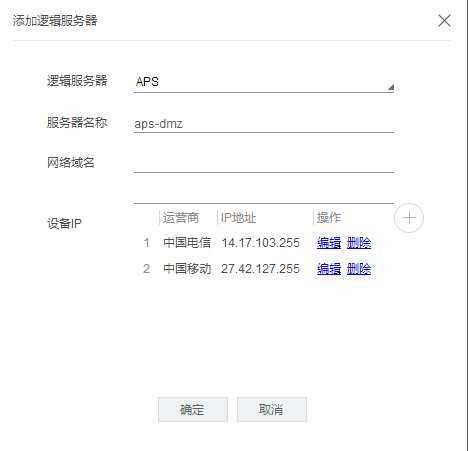 添加逻辑服务器
逻辑服务器 APS
服务器名称 aps-dmz
网络域名
设备IP
运营商 IP地址 操作
1 中国电信 14.17.103.255 编辑 删除
2 中国移动 27.42.127.255 编辑 删除
确定 取消